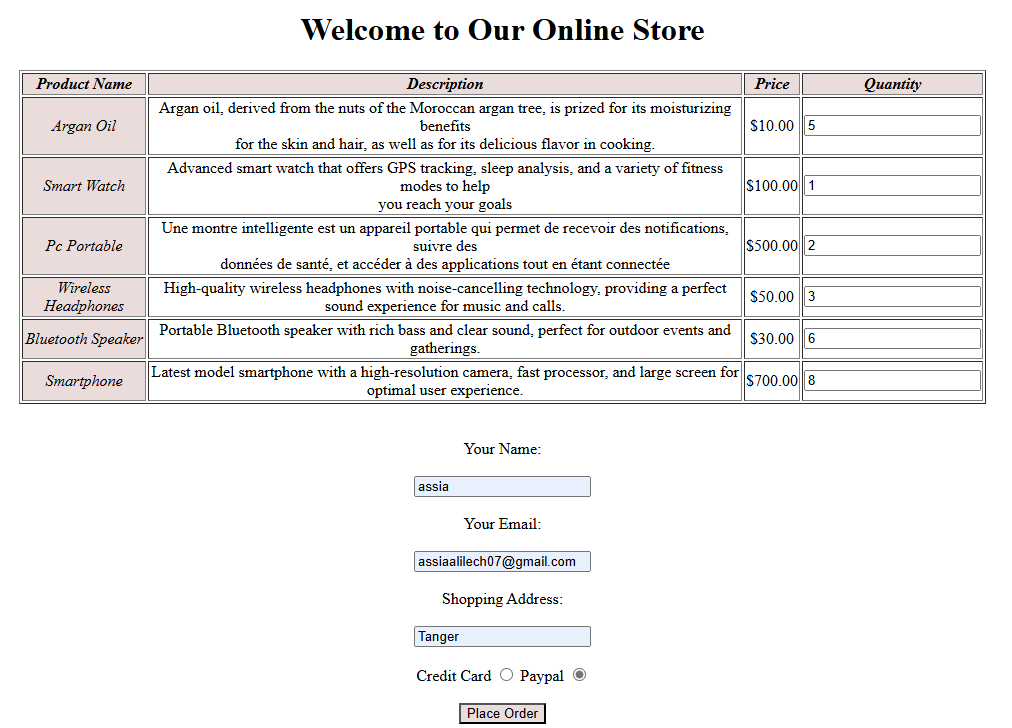 Welcome to Our Online Store
Product Name Description Price Quantity
Argan Oil
Argan oil, derived from the nuts of the Moroccan argan tree, is prized for its moisturizing
benefits
for the skin and hair, as well as for its delicious flavor in cooking.
$10.00 5
Smart Watch
Advanced smart watch that offers GPS tracking, sleep analysis, and a variety of fitness
modes to help
you reach your goals
$100.00 1
Pc Portable
Une montre intelligente est un appareil portable qui permet de recevoir des notifications,
suivre des
données de santé, et accéder à des applications tout en étant connectée
$500.00 2
Wireless
Headphones
High-quality wireless headphones with noise-cancelling technology, providing a perfect
sound experience for music and calls.
$50.00 3
Bluetooth Speaker
Portable Bluetooth speaker with rich bass and clear sound, perfect for outdoor events and
gatherings.
$30.00 6
Smartphone
Latest model smartphone with a high-resolution camera, fast processor, and large screen for
optimal user experience.
$700.00 8
Your Name:
assia
Your Email:
assiaalilech07@gmail.com
Shopping Address:
Tanger
Credit Card Paypal
Place Order